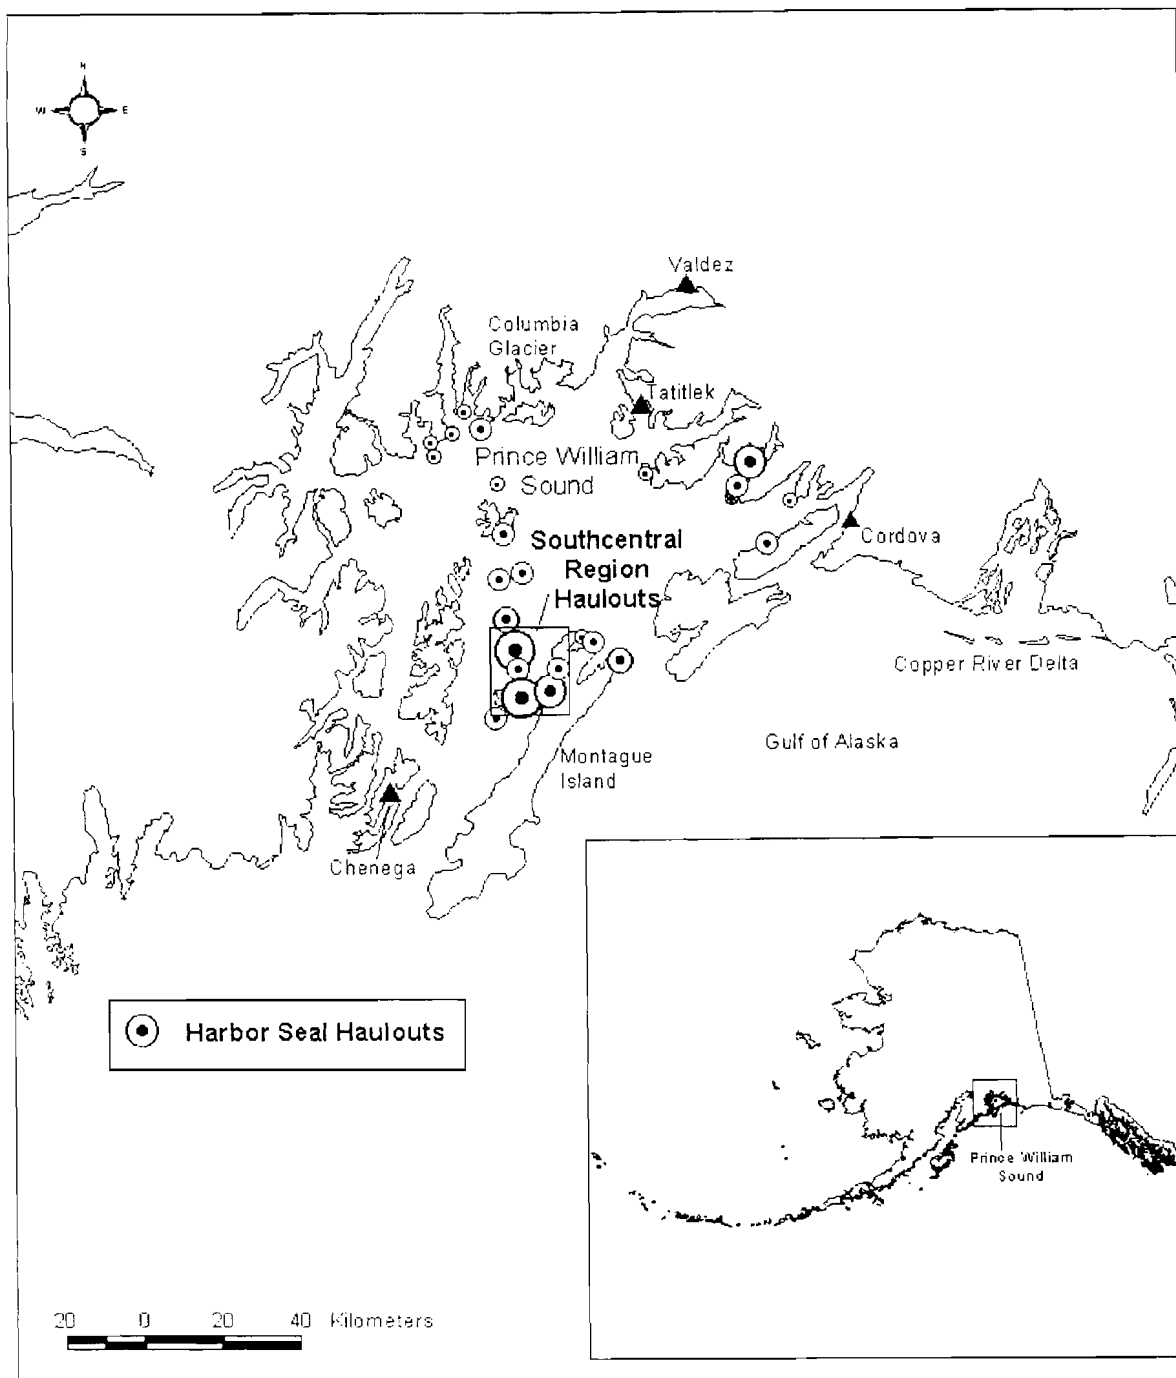 N
W E
S
Valdez
Columbia
Glacier
Tatitlek
Prince William
Sound
Southcentral
Region
Haulouts
Cordova
Copper River Delta
Gulf of Alaska
Montague
Island
Chenega
Harbor Seal Haulouts
Prince William
Sound
20 0 20 40 Kilometers